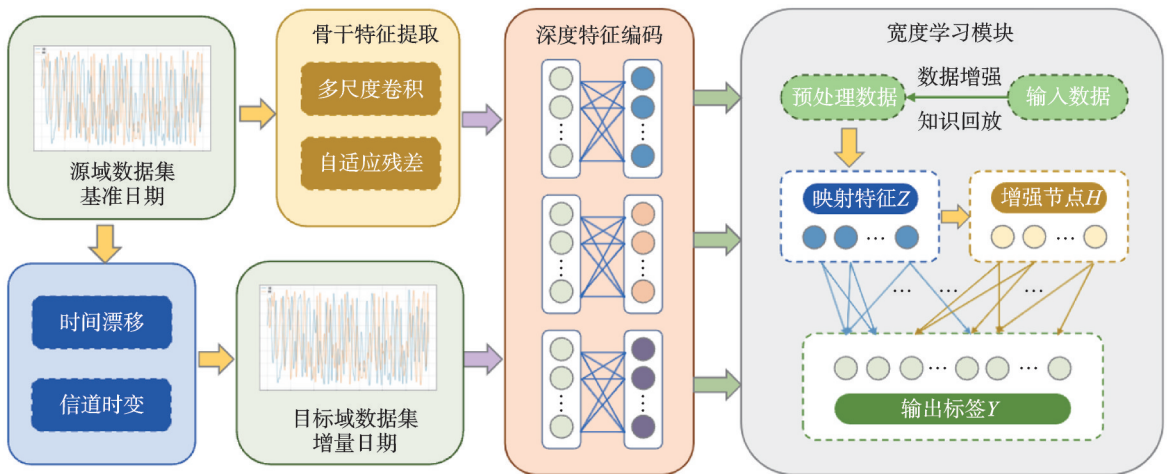 源域数据集
基准日期
骨干特征提取
多尺度卷积
自适应残差
时间漂移
信道时变
目标域数据集
增量日期
深度特征编码
宽度学习模块
数据增强
预处理数据
输入数据
知识回放
映射特征Z
增强节点H
输出标签Y